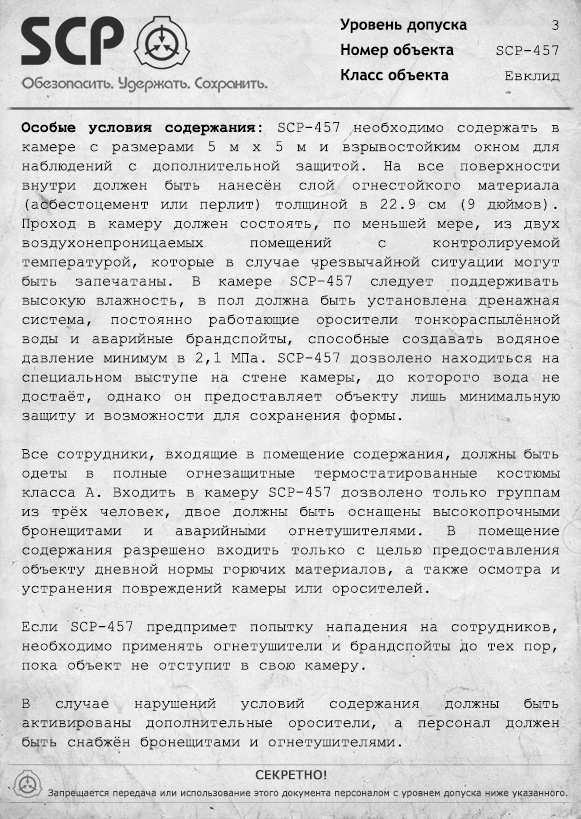 SCP
Обезопасить. Удержать. Сохранить.
Уровень допуска 3
Номер объекта SCP-457
Класс объекта Евклид
Особые условия содержания: SCP-457 необходимо содержать в
камере с размерами 5 м x 5 м и взрывостойким окном для
наблюдений с дополнительной защитой. На все поверхности
внутри должен быть нанесён слой огнестойкого материала
(асбестоцемент или перлит) толщиной в 22.9 см (9 дюймов).
Проход в камеру должен состоять, по меньшей мере, из двух
воздухонепроницаемых помещений с контролируемой
температурой, которые в случае чрезвычайной ситуации могут
быть запечатаны. В камере SCP-457 следует поддерживать
высокую влажность, в пол должна быть установлена дренажная
система, постоянно работающие оросители тонкораспылённой
воды и аварийные брандспойты, способные создавать водяное
давление минимум в 2,1 МПа. SCP-457 дозволено находиться на
специальном выступе на стене камеры, до которого вода не
достаёт, однако он предоставляет объекту лишь минимальную
защиту и возможности для сохранения формы.
Все сотрудники, входящие в помещение содержания, должны быть
одеты в полные огнезащитные термостатированные костюмы
класса А. Входить в камеру SCP-457 дозволено только группам
из трёх человек, двое должны быть оснащены высокопрочными
бронещитами и аварийными огнетушителями. В помещение
содержания разрешено входить только с целью предоставления
объекту дневной нормы горючих материалов, а также осмотра и
устранения повреждений камеры или оросителей.
Если SCP-457 предпримет попытку нападения на сотрудников,
необходимо применять огнетушители и брандспойты до тех пор,
пока объект не отступит в свою камеру.
В случае нарушений условий содержания должны быть
активированы дополнительные оросители, а персонал должен
быть снабжён бронещитами и огнетушителями.
СЕКРЕТНО!
Запрещается передача или использование этого документа персоналом с уровнем допуска ниже указанного.